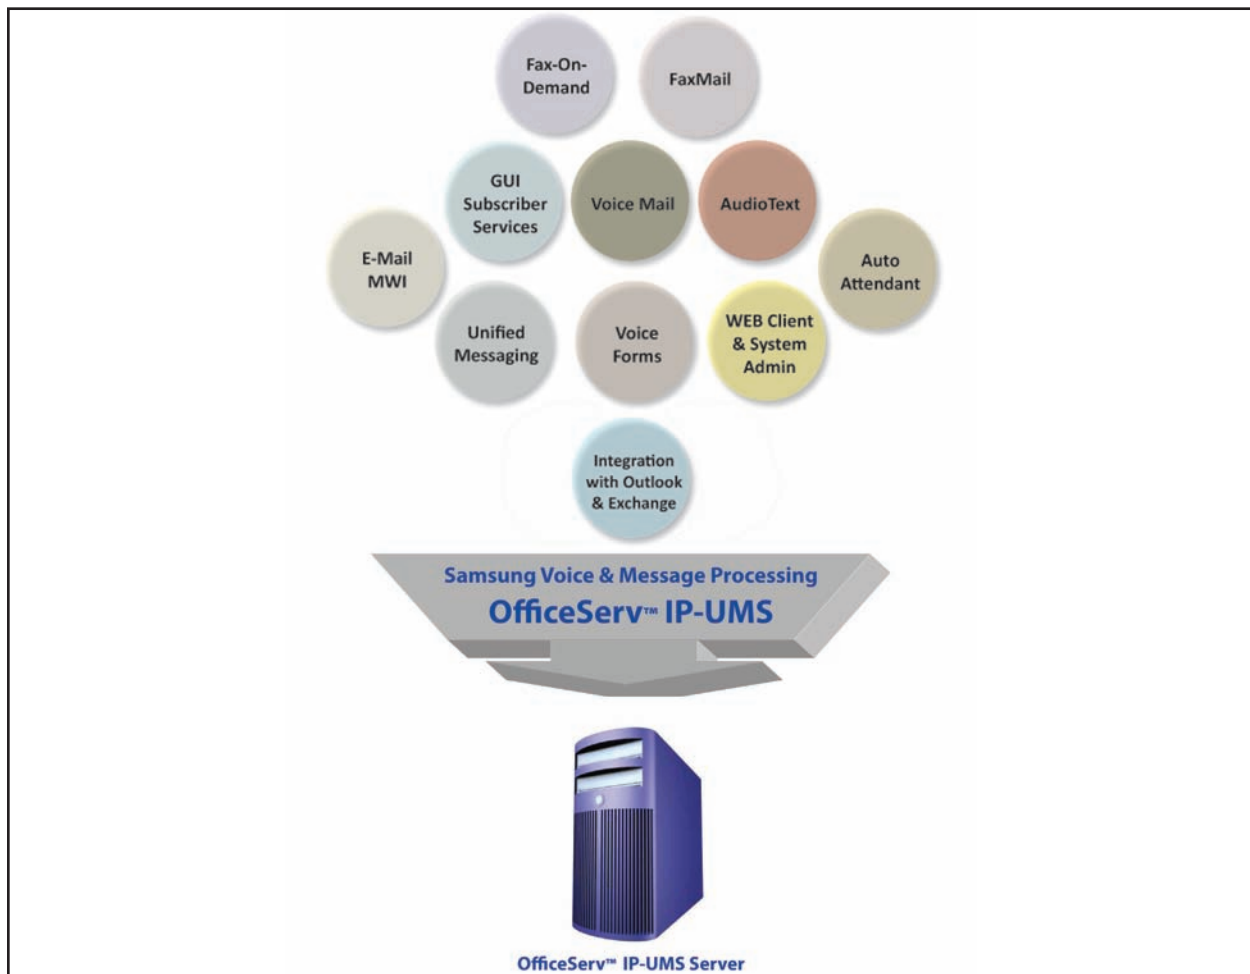 Fax-On-
Demand
FaxMail
GUI
Subscriber
Services
Voice Mail
AudioText
E-Mail
MWI
Auto
Attendant
Unified
Messaging
Voice
Forms
WEB Client
& System
Admin
Integration
with Outlook
& Exchange
Samsung Voice & Message Processing
OfficeServ™ IP-UMS
OfficeServ™ IP-UMS Server